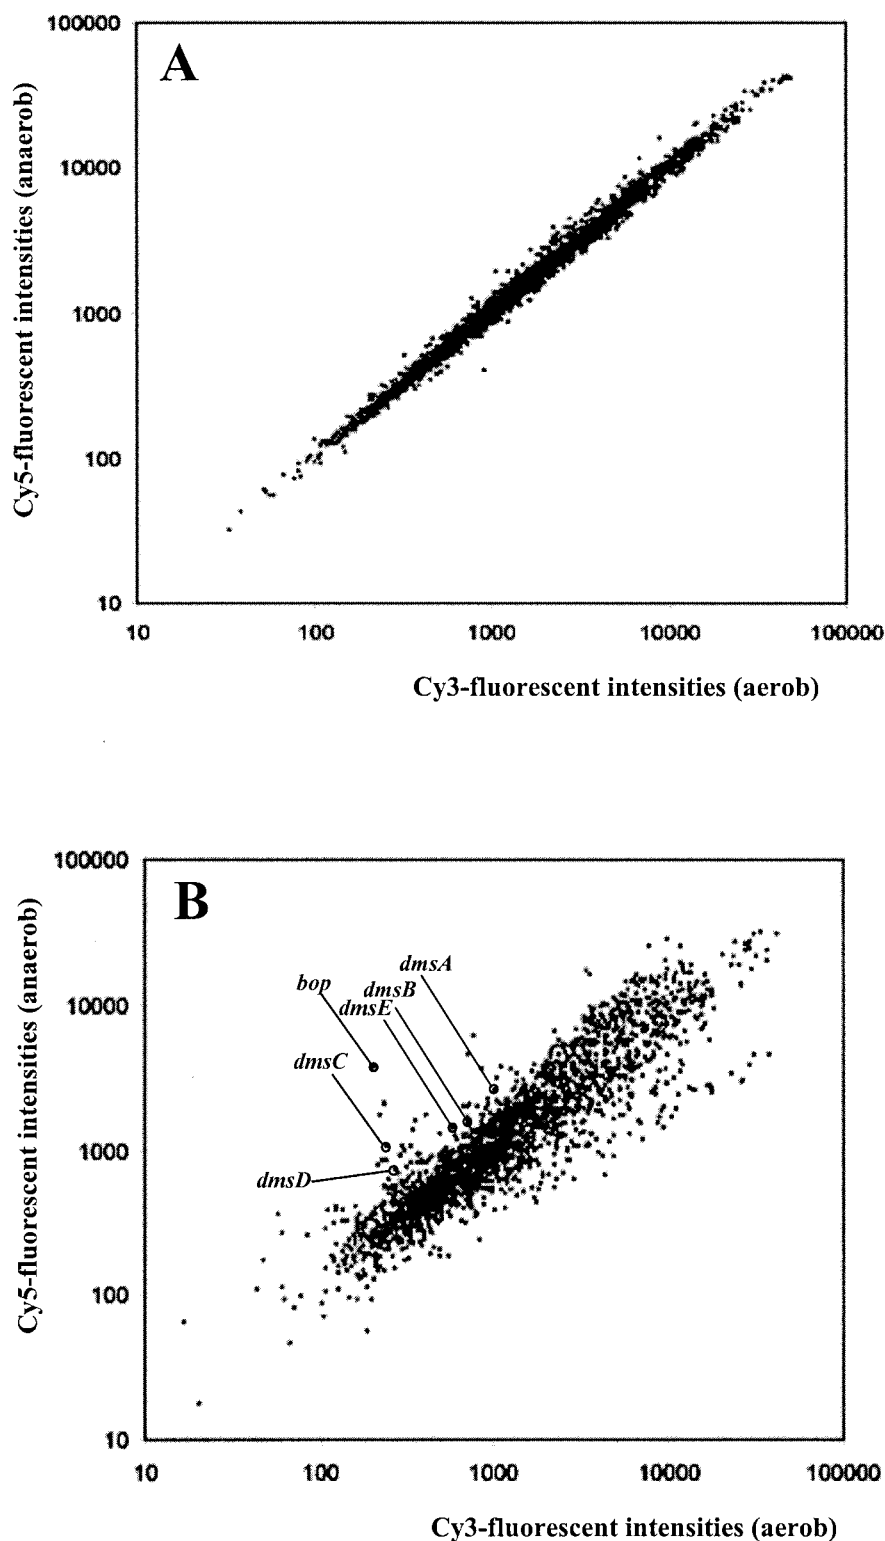 100000
A
10000
1000
100
10
Cy5-fluorescent intensities (anaerob)
10 100 1000 10000 100000
Cy3-fluorescent intensities (aerob)
100000
B
dmsA
bop
dmsB
dmsE
10000
dmsC
1000
dmsD
100
10
Cy5-fluorescent intensities (anaerob)
10 100 1000 10000 100000
Cy3-fluorescent intensities (aerob)